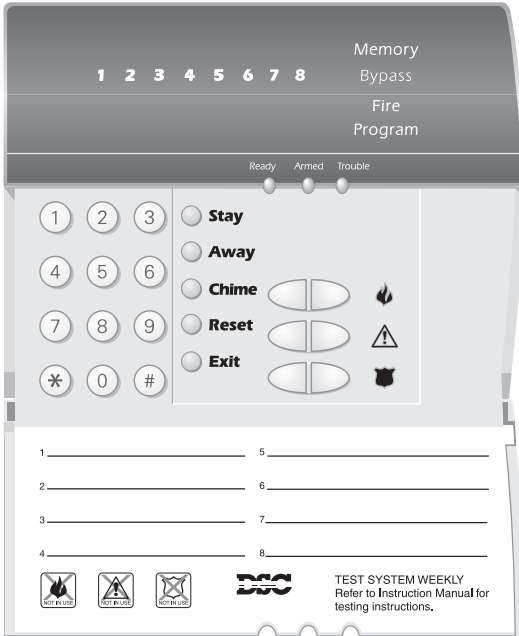 Memory
1 2 3 4 5 6 7 8 Bypass
Fire
Program
Ready Armed Trouble
1 2 3 Stay
Away
4 5 6
Chime
7 8 9 Reset
Exit
* 0 #
1 5
2 6
3 7
4 8
NOT IN USE NOT IN USE NOT IN USE
DSC
TEST SYSTEM WEEKLY
Refer to Instruction Manual for
testing instructions.